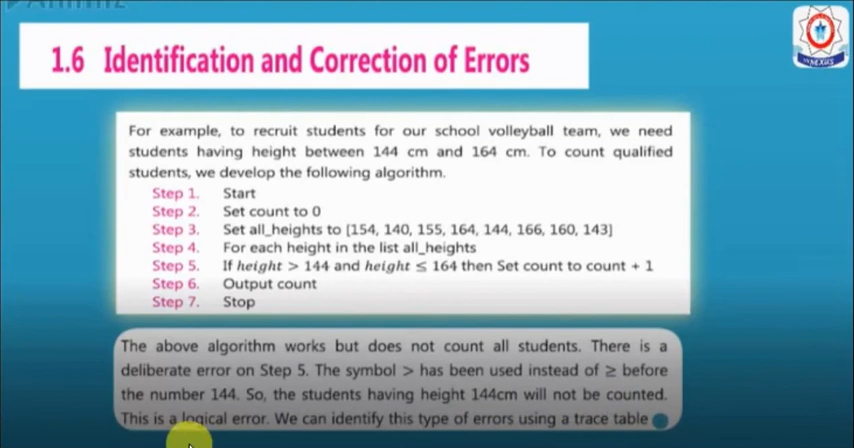 1.6 Identification and Correction of Errors
For example, to recruit students for our school volleyball team, we need
students having height between 144 cm and 164 cm. To count qualified
students, we develop the following algorithm.
Step 1. Start
Step 2. Set count to 0
Step 3. Set all_heights to [154, 140, 155, 164, 144, 166, 160, 143]
Step 4. For each height in the list all_heights
Step 5. If height > 144 and height ≤ 164 then Set count to count + 1
Step 6. Output count
Step 7. Stop
The above algorithm works but does not count all students. There is a
deliberate error on Step 5. The symbol > has been used instead of ≥ before
the number 144. So, the students having height 144cm will not be counted.
This is a logical error. We can identify this type of errors using a trace table